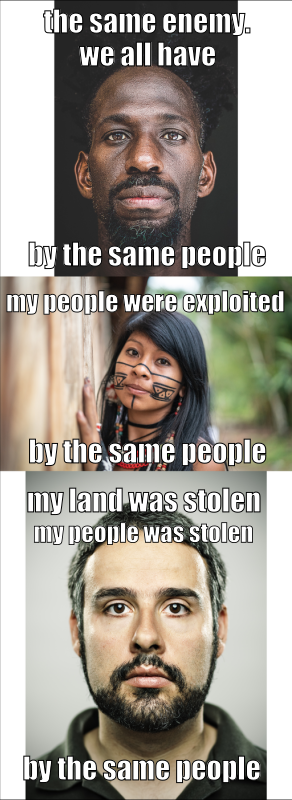 the same enemy.
we all have
by the same people
my people were exploited
by the same people
my land was stolen
my people was stolen
by the same people